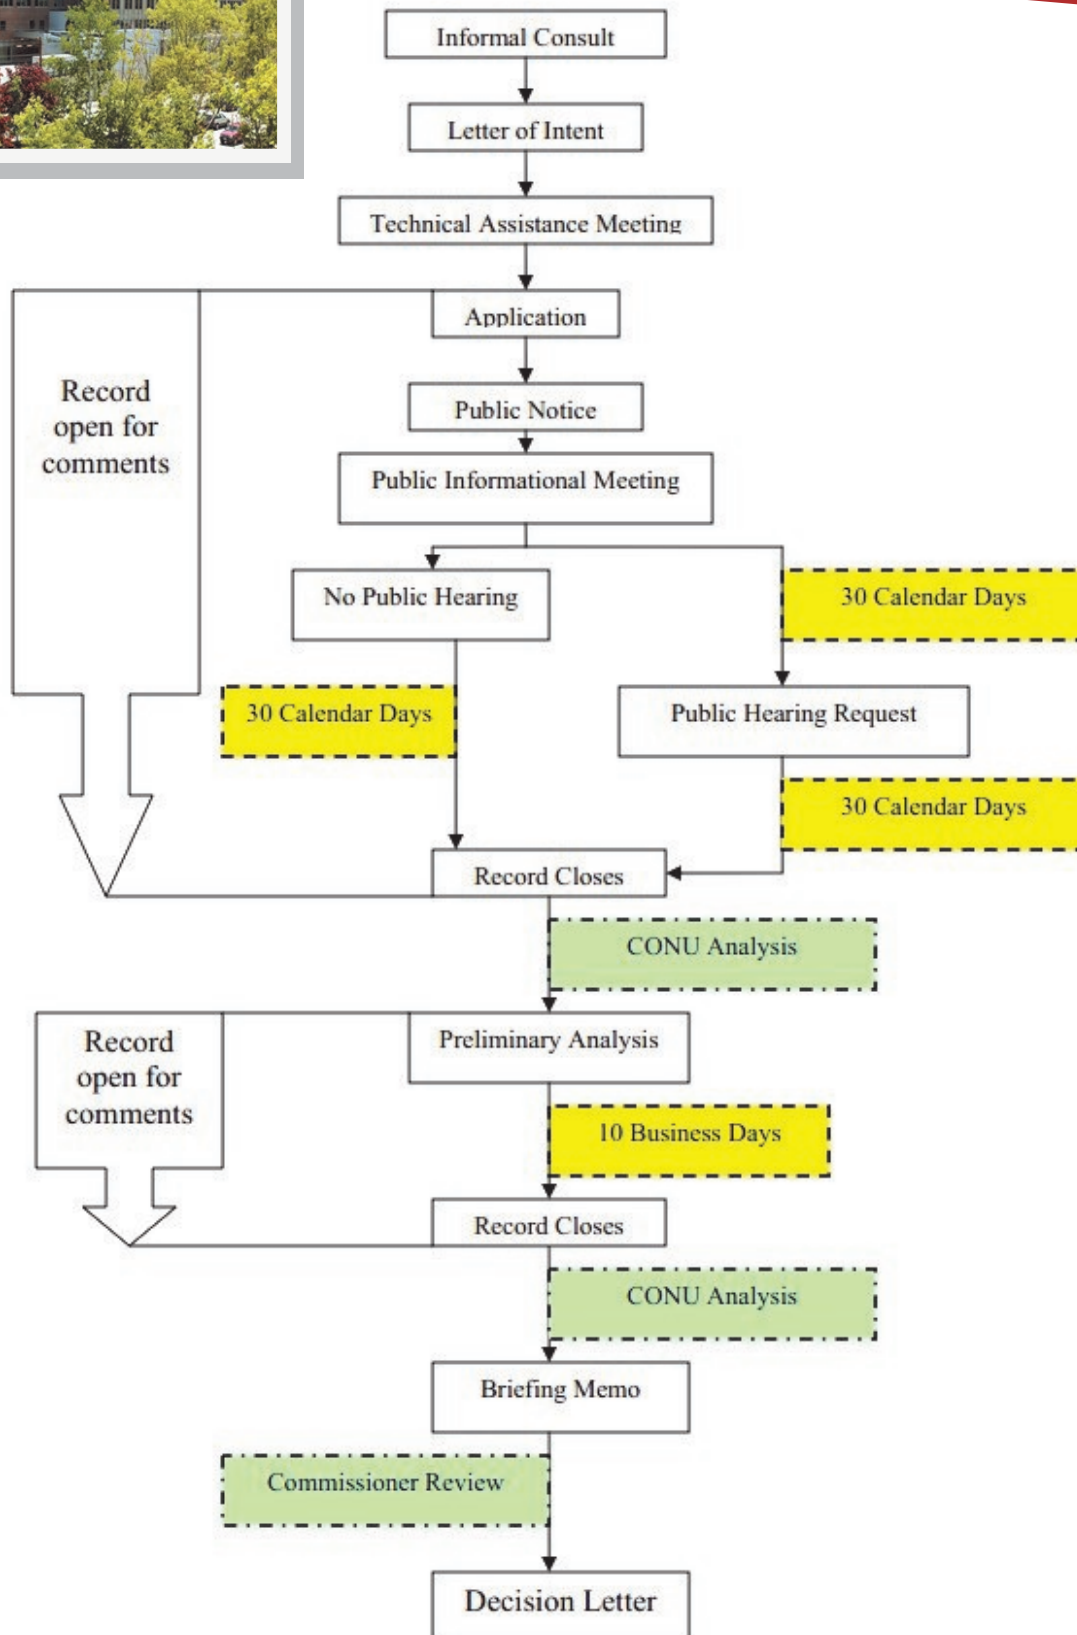 Informal Consult
Letter of Intent
Technical Assistance Meeting
Application
Record
open for
comments
Public Notice
Public Informational Meeting
No Public Hearing
30 Calendar Days
30 Calendar Days
Public Hearing Request
30 Calendar Days
Record Closes
CONU Analysis
Record
open for
comments
Preliminary Analysis
10 Business Days
Record Closes
CONU Analysis
Briefing Memo
Commissioner Review
Decision Letter